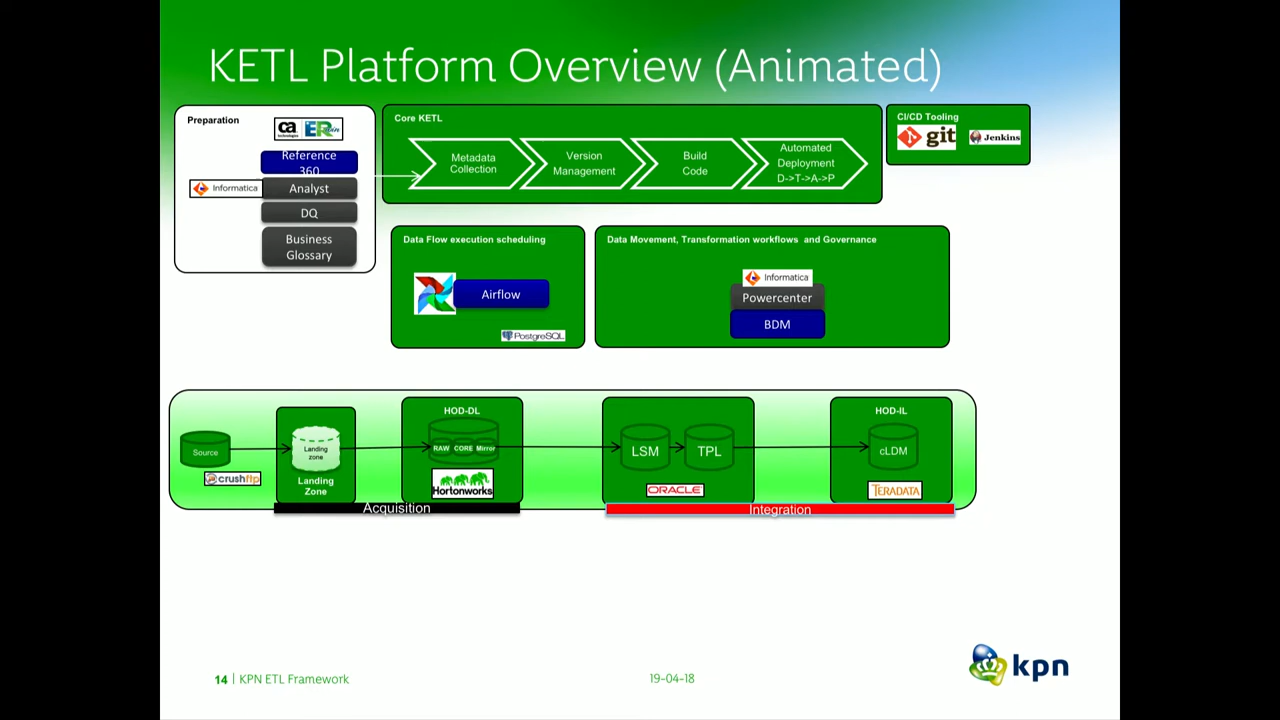 KETL Platform Overview (Animated)
Preparation
ca
technologies
ERwin
Reference
360
Informatica
Analyst
DQ
Business
Glossary
Core KETL
Metadata
Collection
Version
Management
Build
Code
Automated
Deployment
D->T->A->P
CI/CD Tooling
git
Jenkins
Data Flow execution scheduling
Airflow
PostgreSQL
Data Movement, Transformation workflows and Governance
Informatica
Powercenter
BDM
Source
crushftp
Landing
zone
Landing
Zone
HOD-DL
RAW CORE Mirror
Hortonworks
Acquisition
LSM
TPL
ORACLE
Integration
HOD-IL
cLDM
TERADATA
14 | KPN ETL Framework
19-04-18
kpn